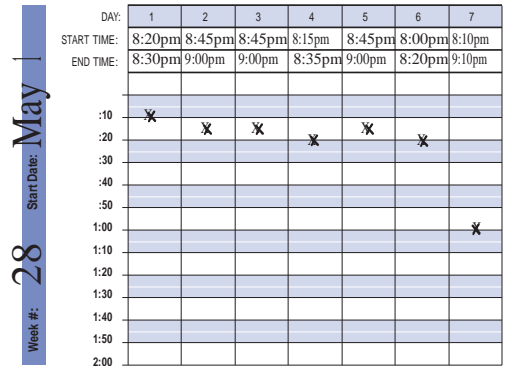 DAY: 1 2 3 4 5 6 7
START TIME: 8:20pm 8:45pm 8:45pm 8:15pm 8:45pm 8:00pm 8:10pm
END TIME: 8:30pm 9:00pm 9:00pm 8:35pm 9:00pm 8:20pm 9:10pm
:10 X
X X X
:20 X X
:30
:40
:50
1:00 X
1:10
1:20
1:30
1:40
1:50
2:00
Week #: 28 Start Date: May 1